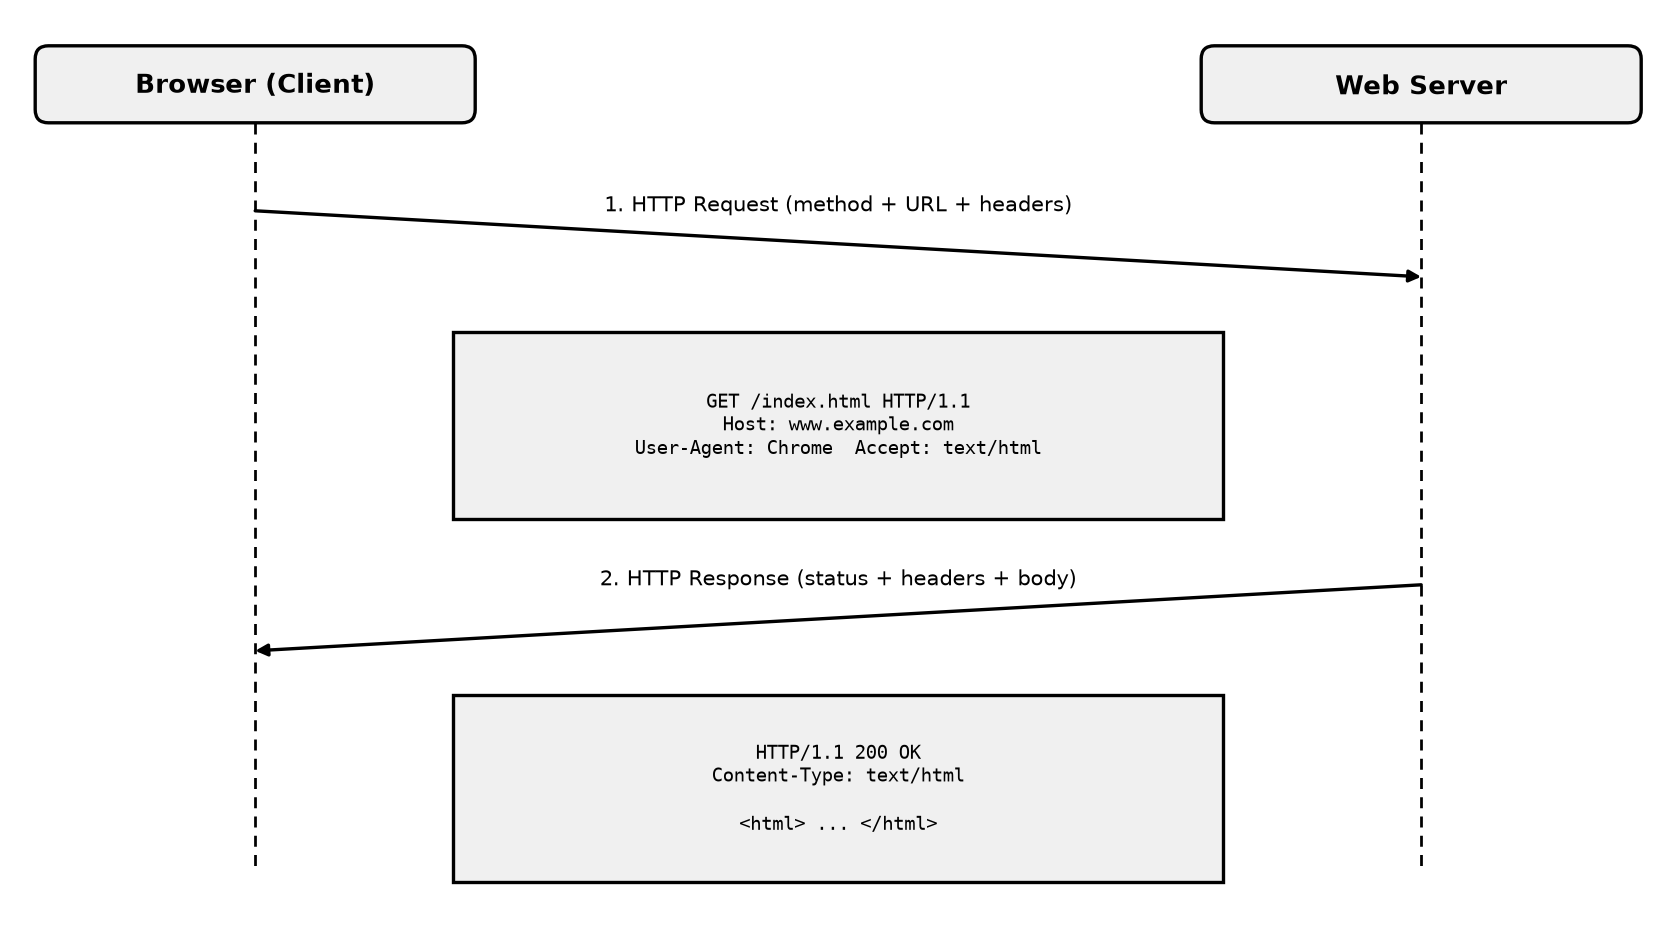 Browser (Client)
Web Server
1. HTTP Request (method + URL + headers)
GET /index.html HTTP/1.1
Host: www.example.com
User-Agent: Chrome  Accept: text/html
2. HTTP Response (status + headers + body)
HTTP/1.1 200 OK
Content-Type: text/html
<html> ... </html>